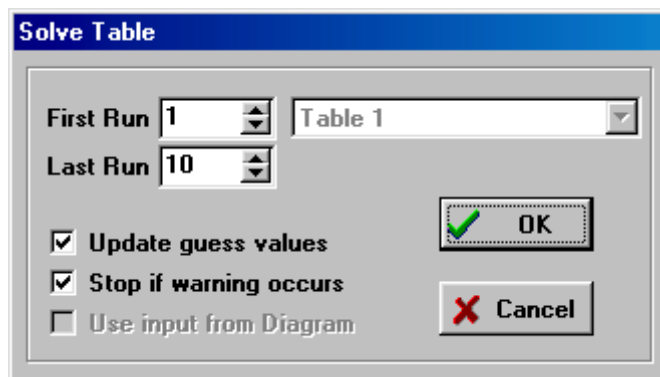 Solve Table
First Run 1 Table 1
Last Run 10
Update guess values
OK
Stop if warning occurs
Use input from Diagram
Cancel